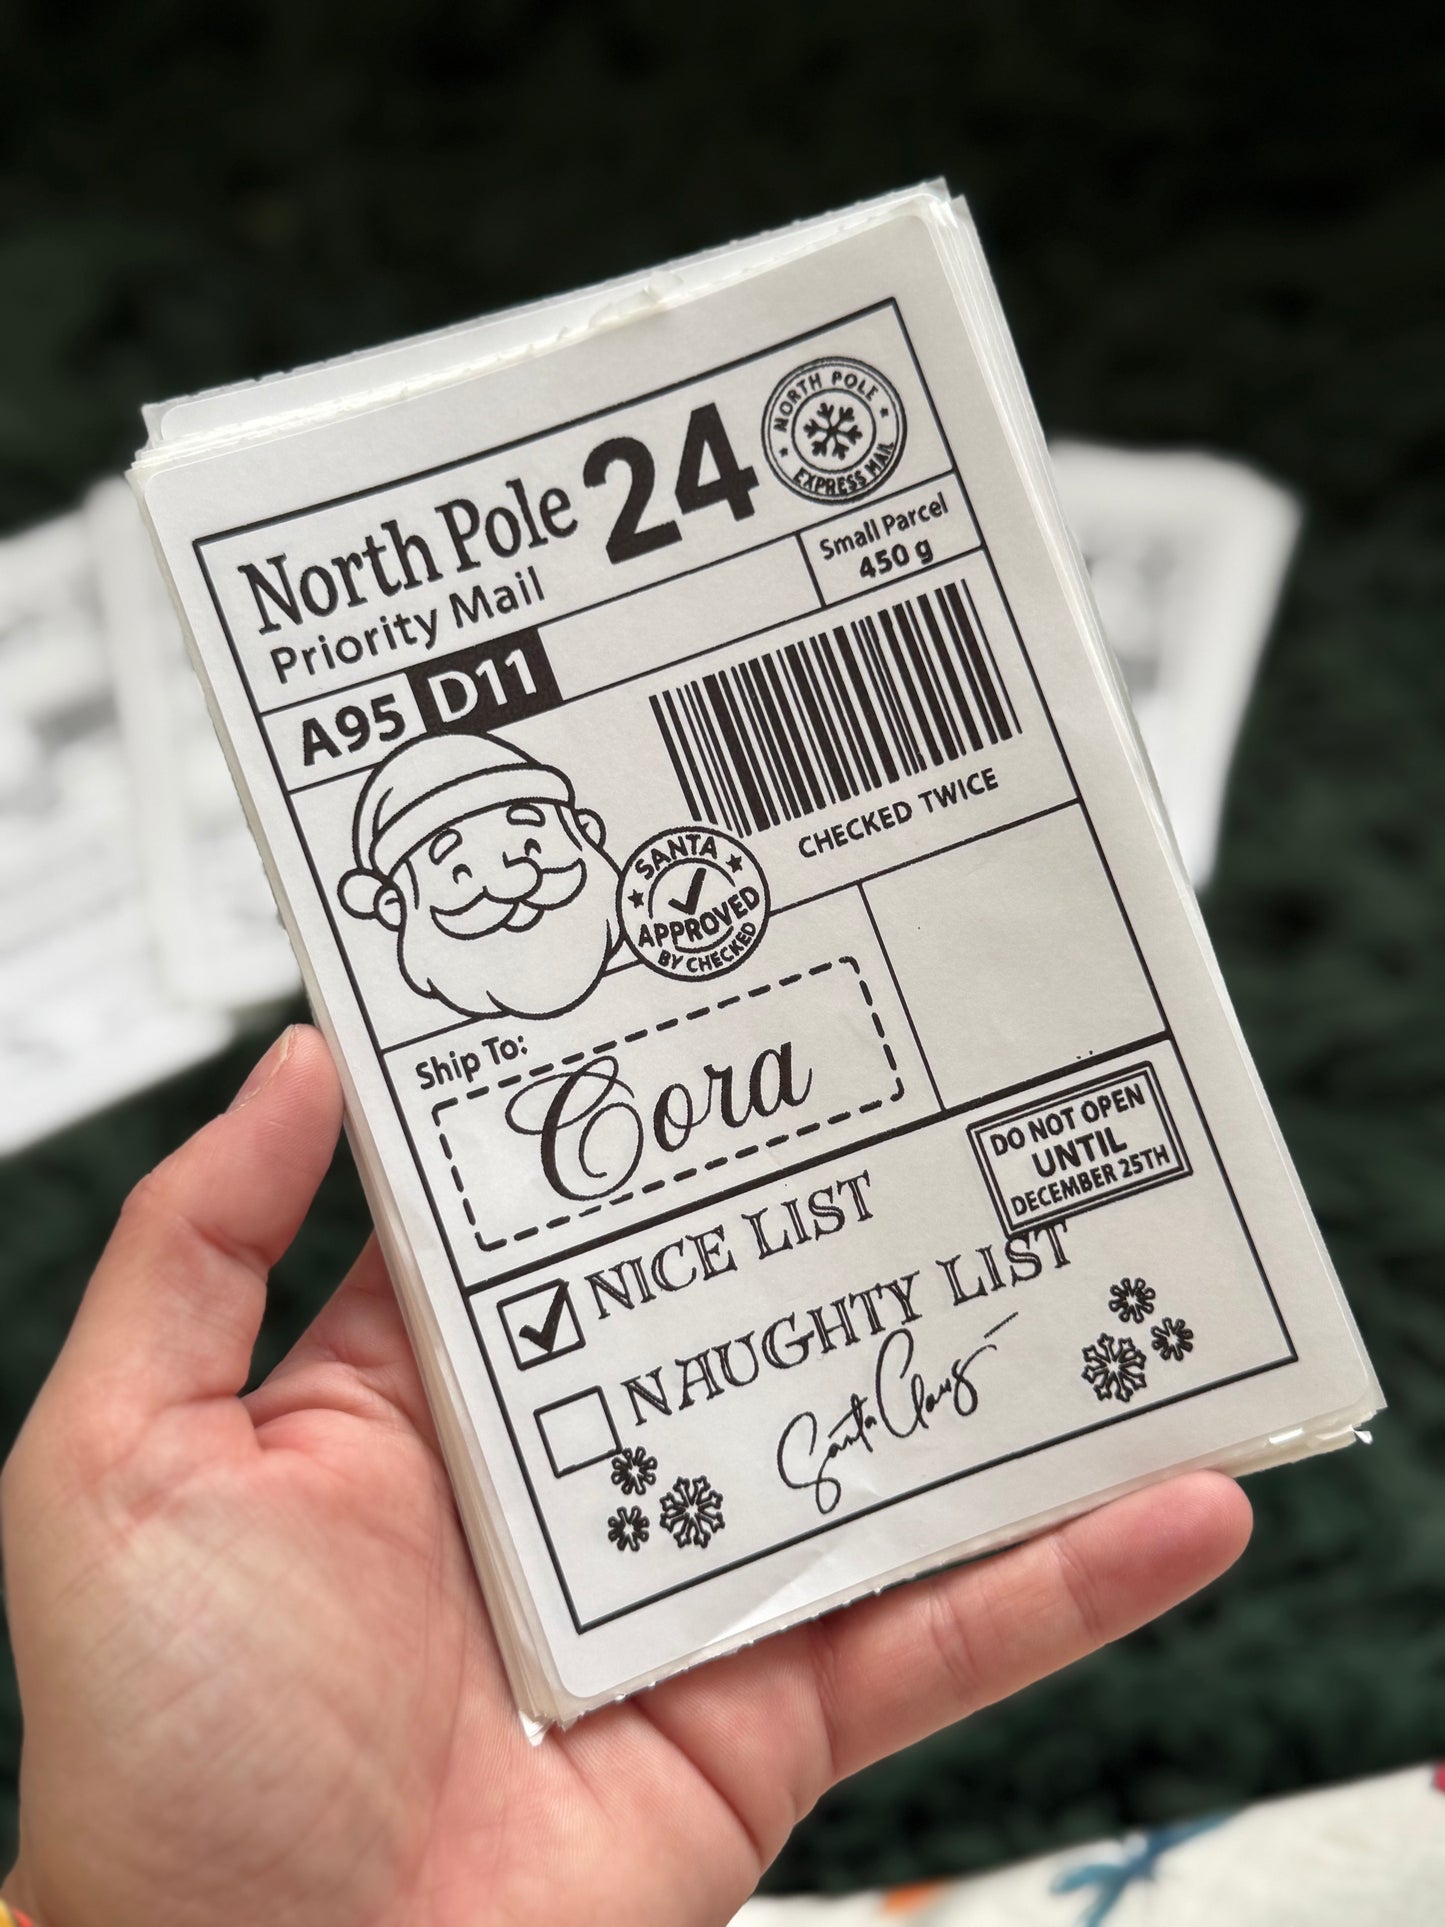 North Pole 24
Priority Mail
NORTH POLE
EXPRESS MAIL
Small Parcel
450 g
A95 D11
CHECKED TWICE
SANTA
APPROVED
BY CHECKED
Ship To:
Cora
DO NOT OPEN
UNTIL
DECEMBER 25TH
NICE LIST
NAUGHTY LIST
Santa Claus